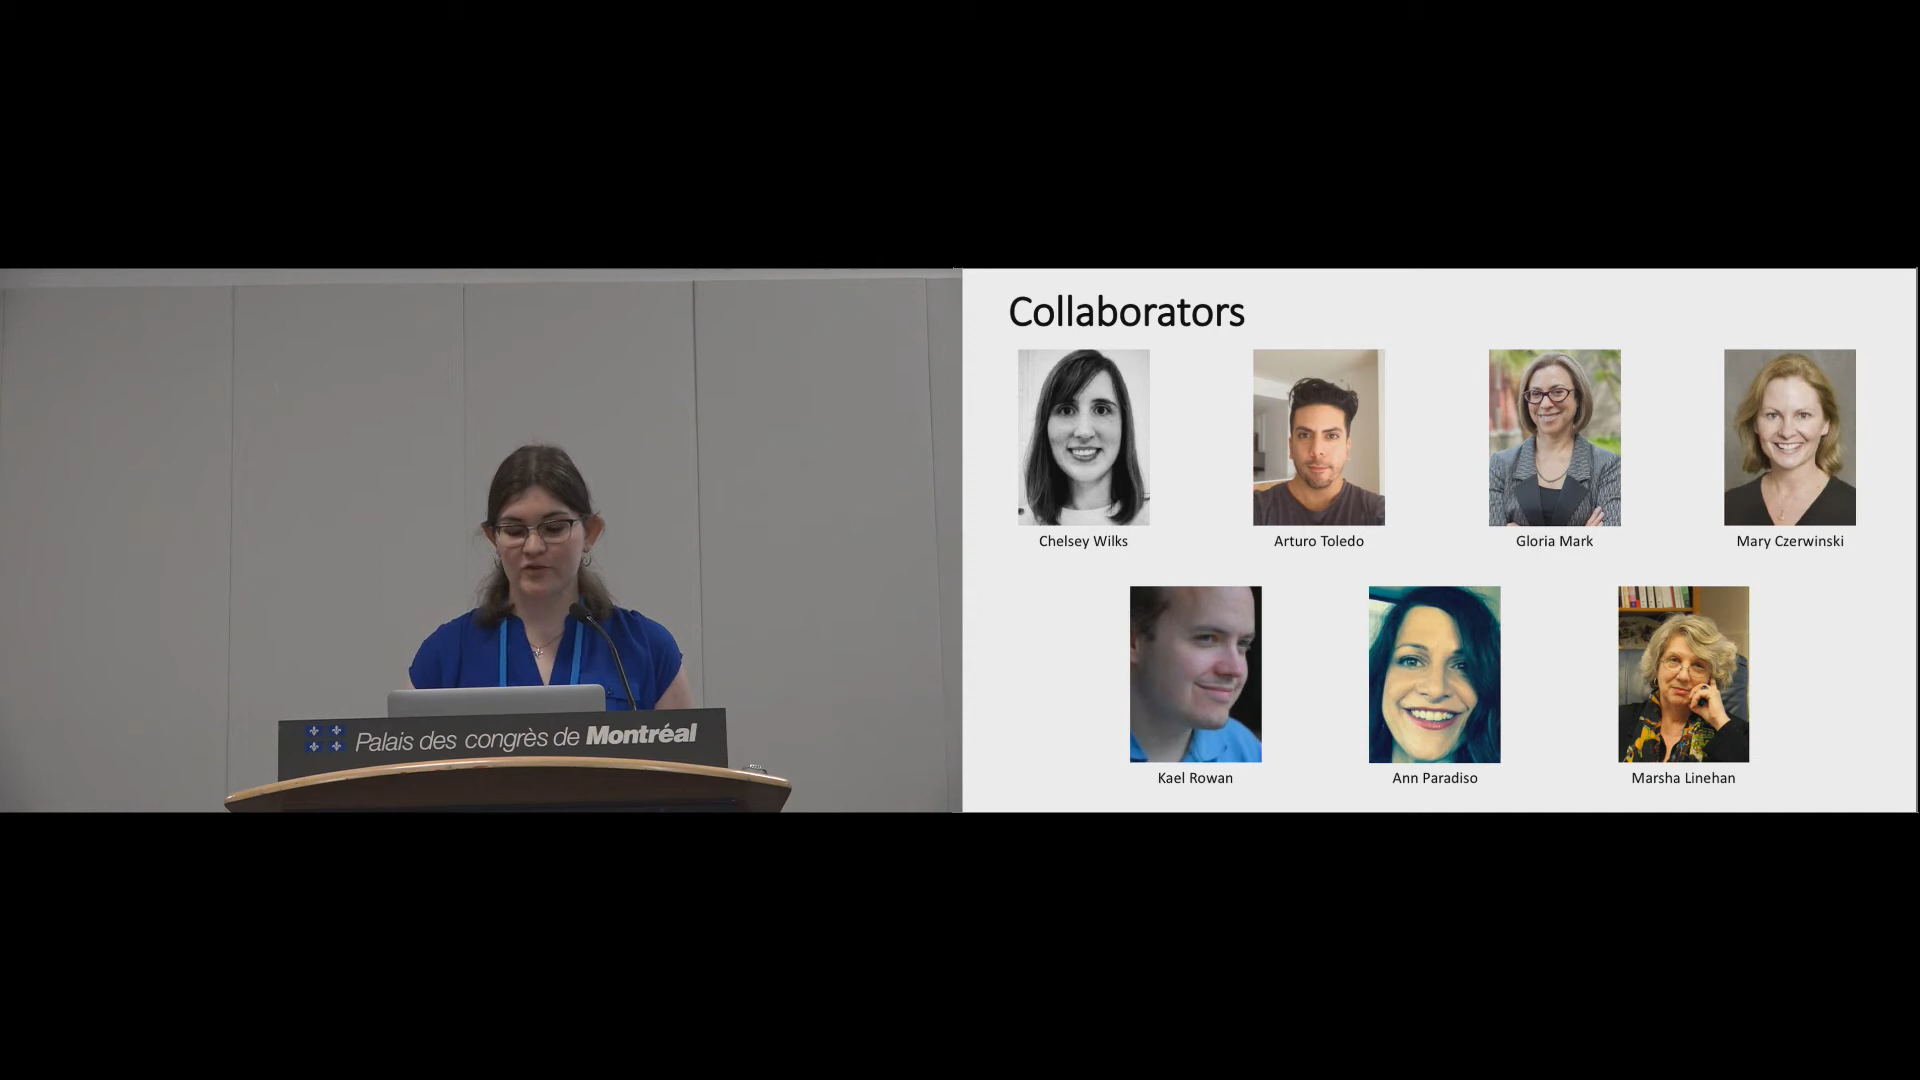 Collaborators
Chelsey Wilks
Arturo Toledo
Gloria Mark
Mary Czerwinski
Kael Rowan
Ann Paradiso
Marsha Linehan
Palais des congrès de Montréal